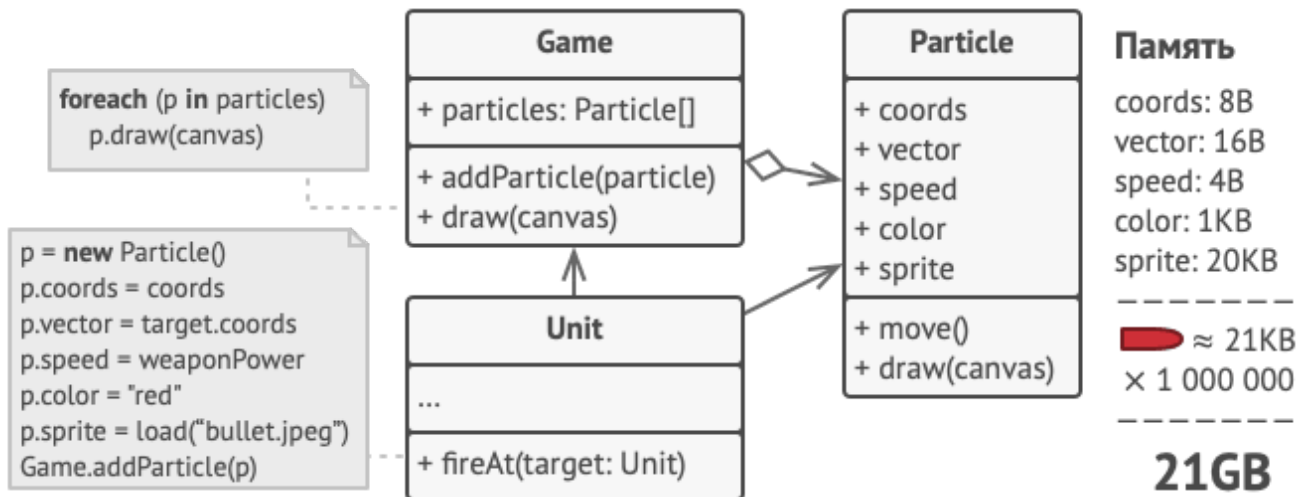 foreach (p in particles)
p.draw(canvas)
p = new Particle()
p.coords = coords
p.vector = target.coords
p.speed = weaponPower
p.color = "red"
p.sprite = load(“bullet.jpeg”)
Game.addParticle(p)
Game
+ particles: Particle[]
+ addParticle(particle)
+ draw(canvas)
Unit
...
+ fireAt(target: Unit)
Particle
+ coords
+ vector
+ speed
+ color
+ sprite
+ move()
+ draw(canvas)
Память
coords: 8B
vector: 16B
speed: 4B
color: 1KB
sprite: 20KB
≈ 21KB
× 1 000 000
21GB